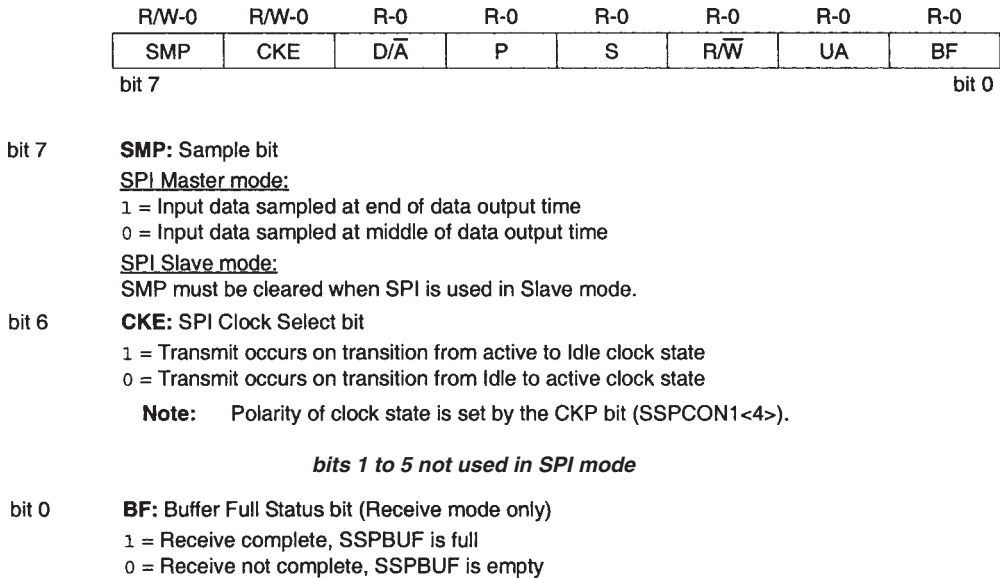 R/W-0 R/W-0 R-0 R-0 R-0 R-0 R-0 R-0
SMP CKE D/A̅ P S R/W̅ UA BF
bit 7 bit 0
bit 7 SMP: Sample bit
SPI Master mode:
1 = Input data sampled at end of data output time
0 = Input data sampled at middle of data output time
SPI Slave mode:
SMP must be cleared when SPI is used in Slave mode.
bit 6 CKE: SPI Clock Select bit
1 = Transmit occurs on transition from active to Idle clock state
0 = Transmit occurs on transition from Idle to active clock state
Note: Polarity of clock state is set by the CKP bit (SSPCON1<4>).
bits 1 to 5 not used in SPI mode
bit 0 BF: Buffer Full Status bit (Receive mode only)
1 = Receive complete, SSPBUF is full
0 = Receive not complete, SSPBUF is empty